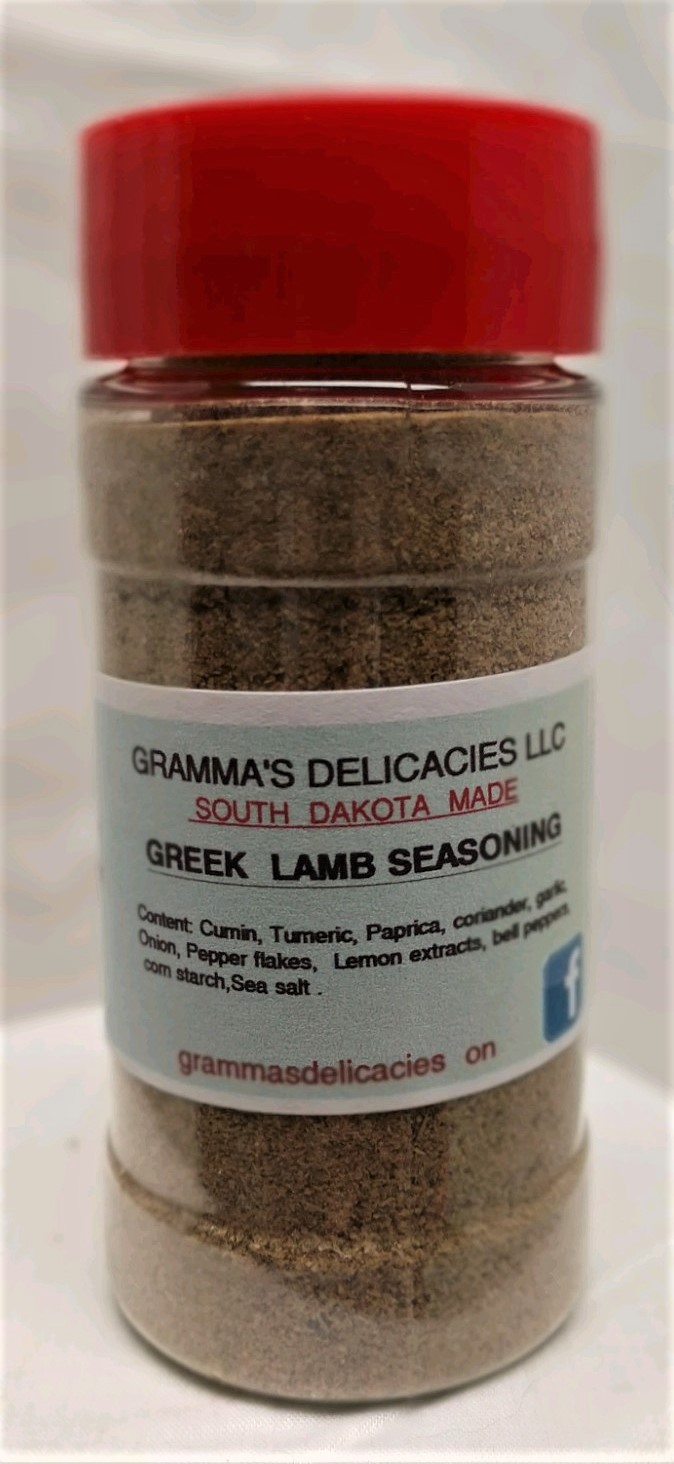 GRAMMA'S DELICACIES LLC
SOUTH DAKOTA MADE
GREEK LAMB SEASONING
Content: Cumin, Tumeric, Paprica, coriander, garlic,
Onion, Pepper flakes, Lemon extracts, bell peppers,
corn starch,Sea salt .
f
grammasdelicacies on